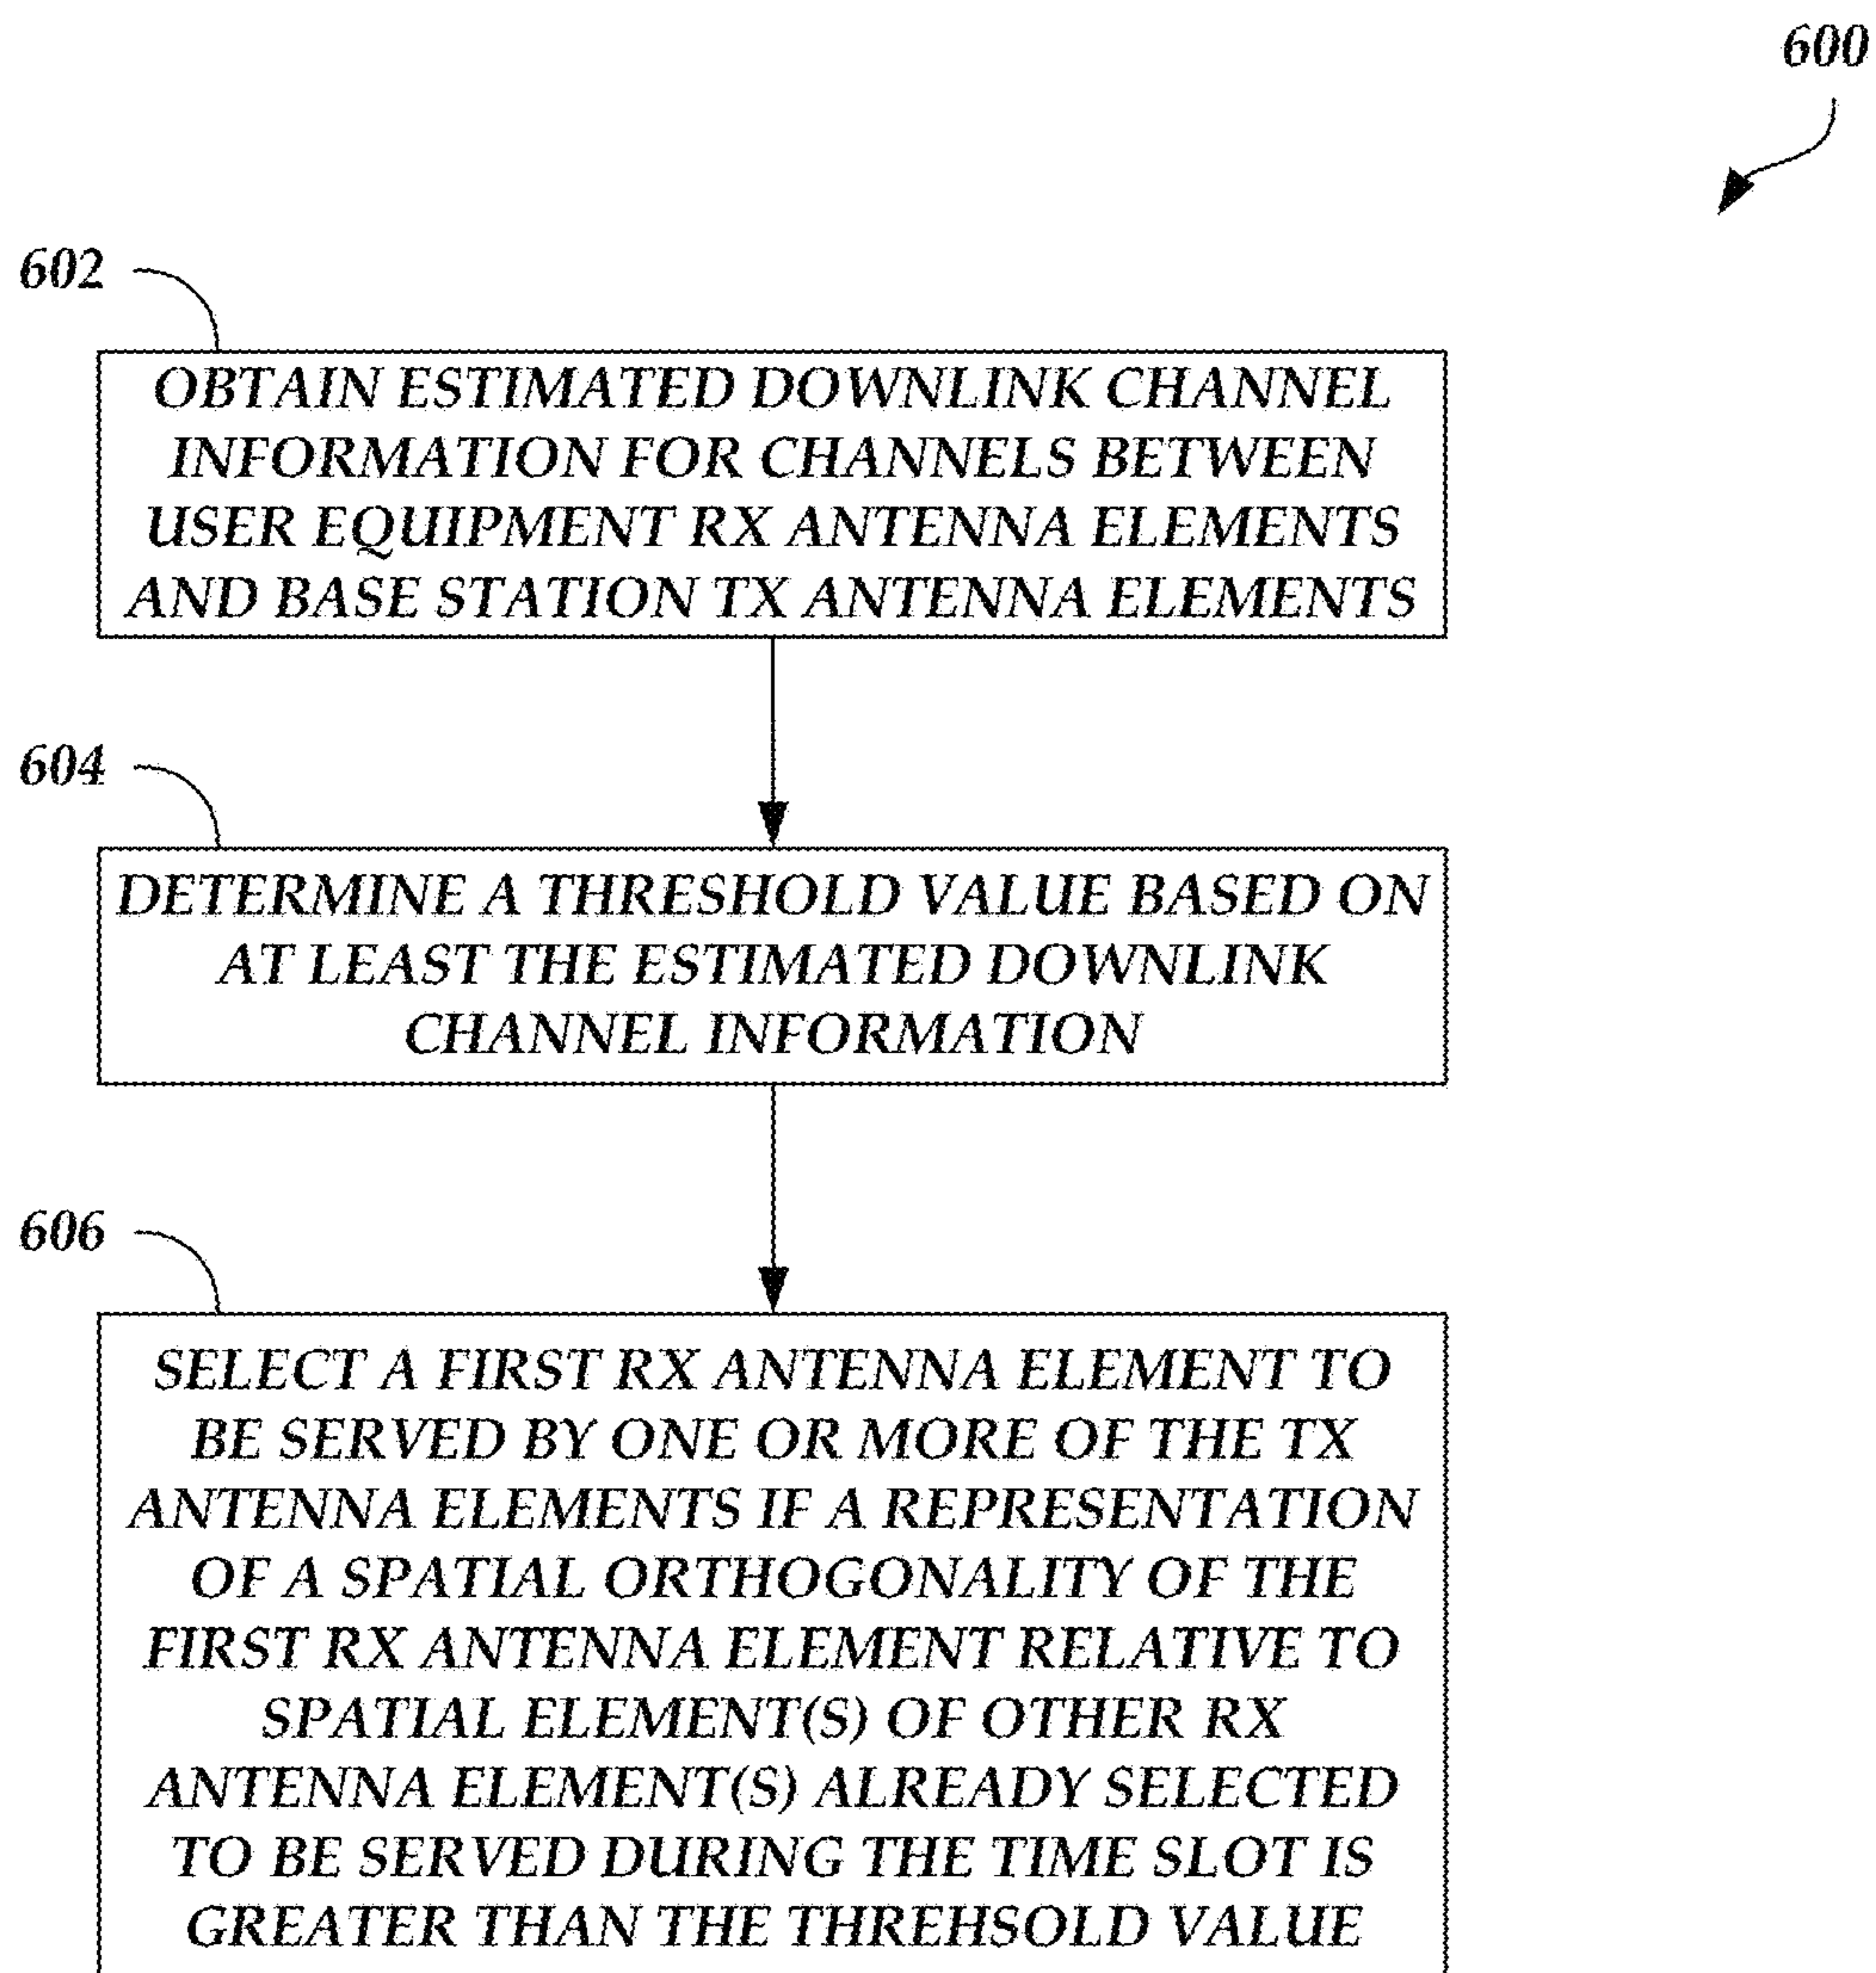 600
602
OBTAIN ESTIMATED DOWNLINK CHANNEL
INFORMATION FOR CHANNELS BETWEEN
USER EQUIPMENT RX ANTENNA ELEMENTS
AND BASE STATION TX ANTENNA ELEMENTS
604
DETERMINE A THRESHOLD VALUE BASED ON
AT LEAST THE ESTIMATED DOWNLINK
CHANNEL INFORMATION
606
SELECT A FIRST RX ANTENNA ELEMENT TO
BE SERVED BY ONE OR MORE OF THE TX
ANTENNA ELEMENTS IF A REPRESENTATION
OF A SPATIAL ORTHOGONALITY OF THE
FIRST RX ANTENNA ELEMENT RELATIVE TO
SPATIAL ELEMENT(S) OF OTHER RX
ANTENNA ELEMENT(S) ALREADY SELECTED
TO BE SERVED DURING THE TIME SLOT IS
GREATER THAN THE THREHSOLD VALUE